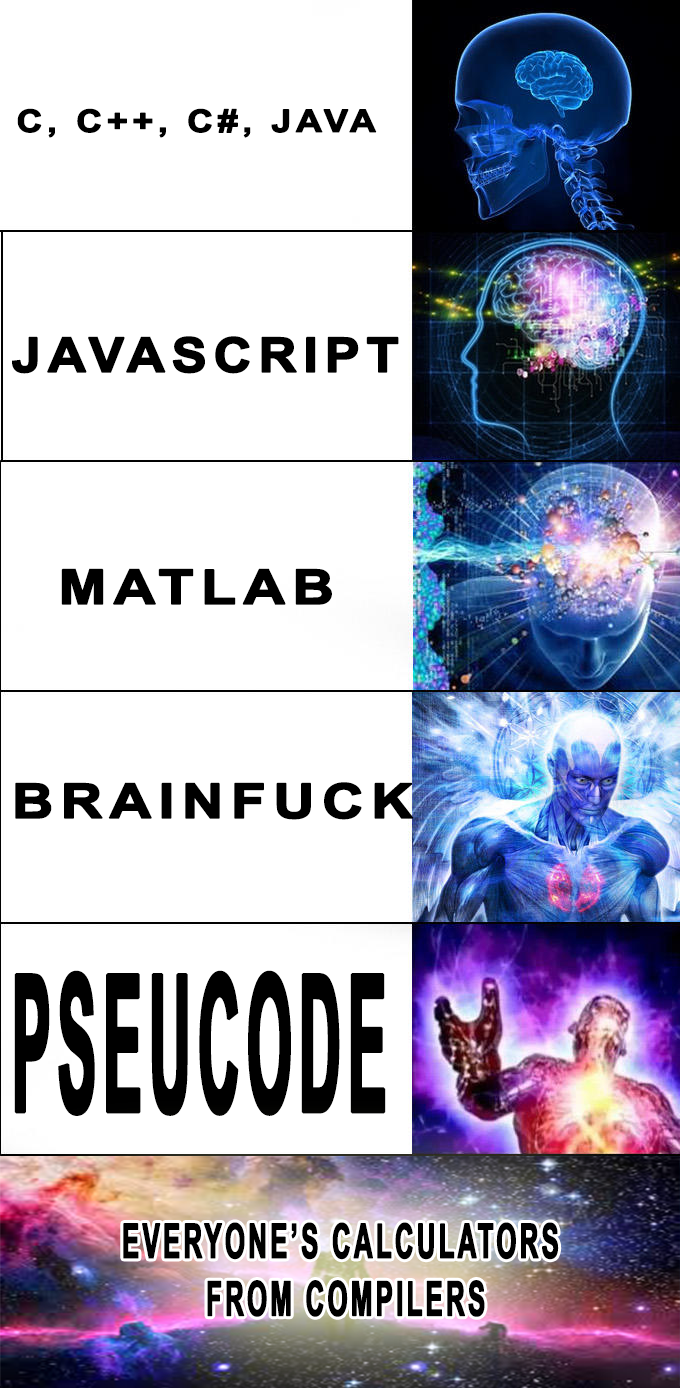 C, C++, C#, JAVA
JAVASCRIPT
MATLAB
BRAINFUCK
PSEUCODE
EVERYONE'S CALCULATORS
FROM COMPILERS